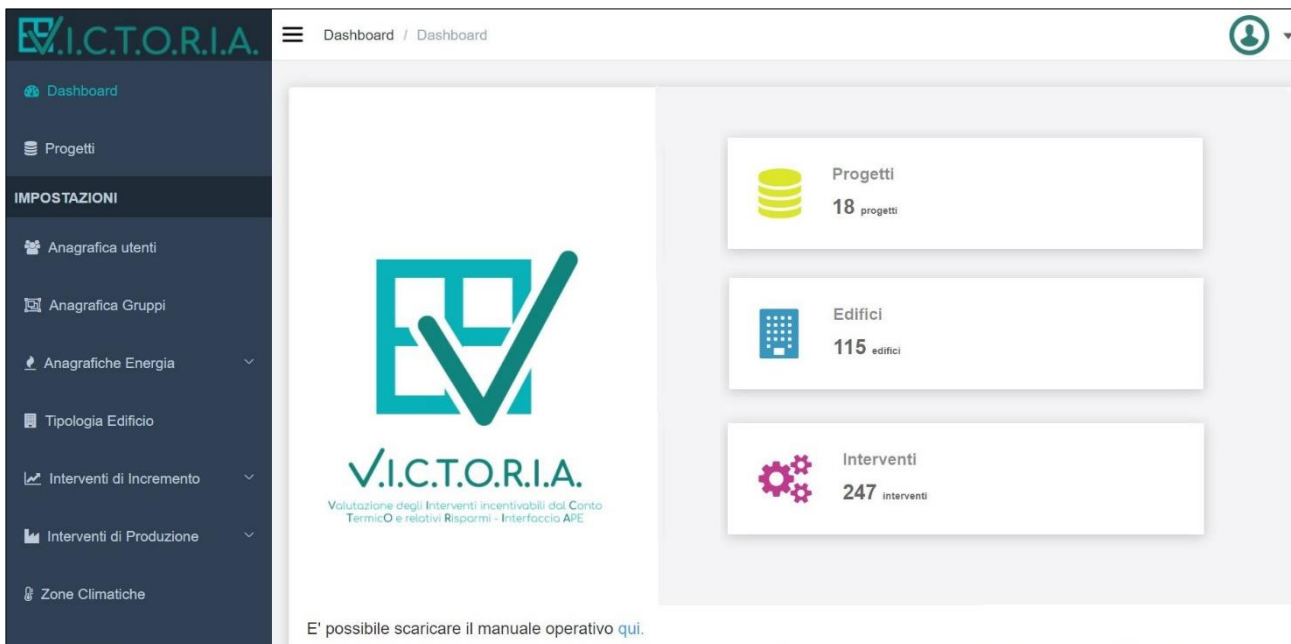 V.I.C.T.O.R.I.A.
Dashboard / Dashboard
Dashboard
Progetti
IMPOSTAZIONI
Anagrafica utenti
Anagrafica Gruppi
Anagrafiche Energia
Tipologia Edificio
Interventi di Incremento
Interventi di Produzione
Zone Climatiche
V.I.C.T.O.R.I.A.
Valutazione degli Interventi incentivabili dal Conto
TermicO e relativi Risparmi - Interfaccia APE
Progetti
18 progetti
Edifici
115 edifici
Interventi
247 interventi
E' possibile scaricare il manuale operativo qui.